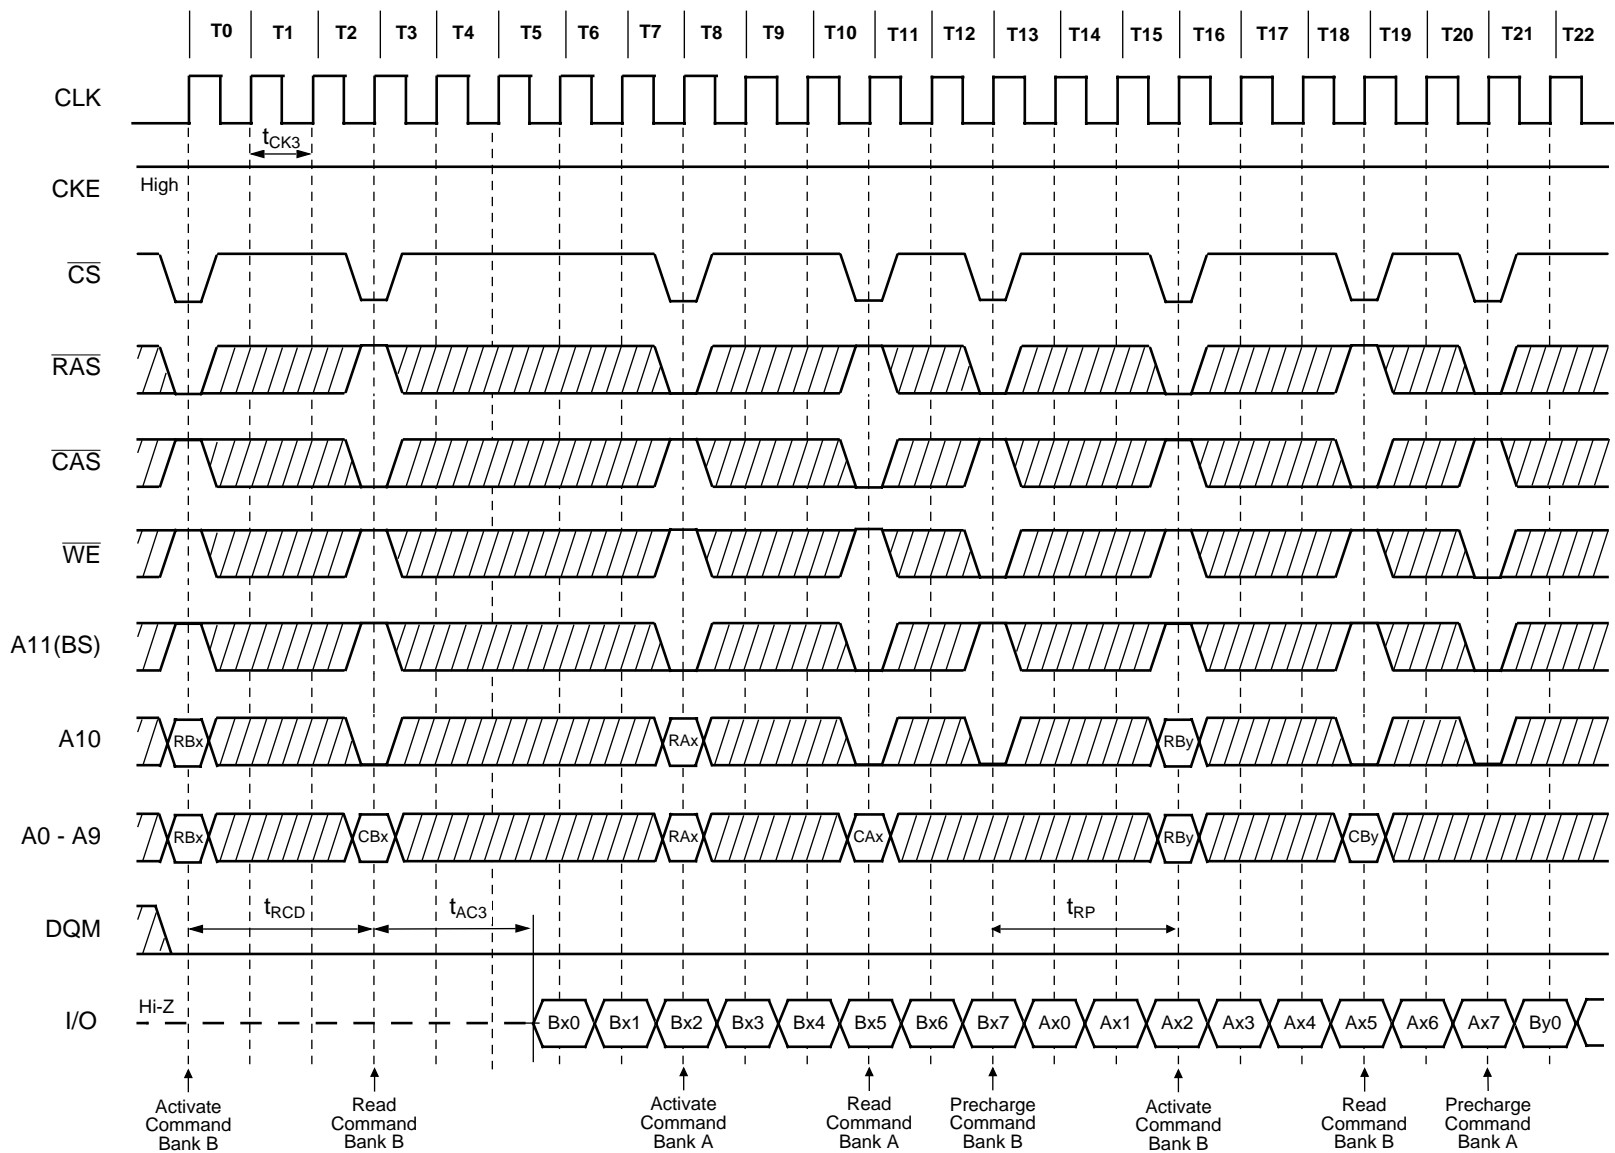 T0 T1 T2 T3 T4 T5 T6 T7 T8 T9 T10 T11 T12 T13 T14 T15 T16 T17 T18 T19 T20 T21 T22
CLK
tCK3
CKE High
CS
RAS
CAS
WE
A11(BS)
A10 RBx RAx RBy
A0 - A9 RBx CBx RAx CAx RBy CBy
DQM tRCD tAC3 tRP
I/O Hi-Z Bx0 Bx1 Bx2 Bx3 Bx4 Bx5 Bx6 Bx7 Ax0 Ax1 Ax2 Ax3 Ax4 Ax5 Ax6 Ax7 By0
Activate
Command
Bank B
Read
Command
Bank B
Activate
Command
Bank A
Read
Command
Bank A
Precharge
Command
Bank B
Activate
Command
Bank B
Read
Command
Bank B
Precharge
Command
Bank A